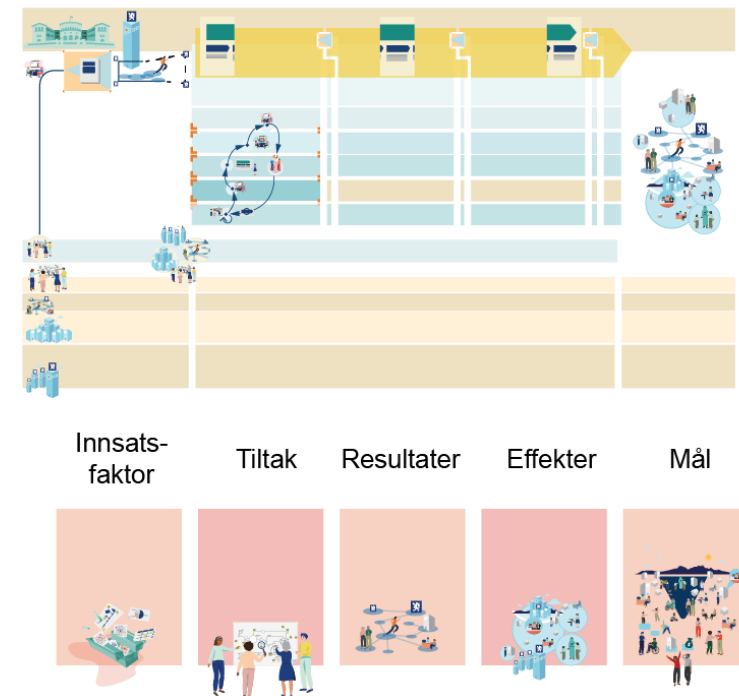 Innsats-
faktor
Tiltak
Resultater
Effekter
Mål